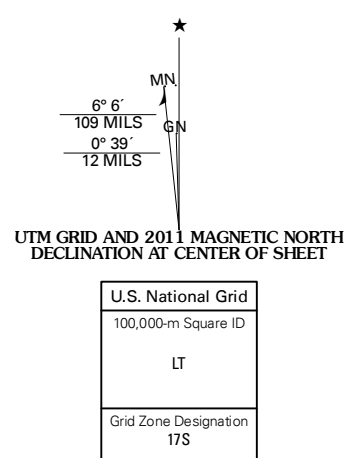 ★
MN
6° 6´
109 MILS
GN
0° 39´
12 MILS
UTM GRID AND 2011 MAGNETIC NORTH
DECLINATION AT CENTER OF SHEET
U.S. National Grid
100,000-m Square ID
LT
Grid Zone Designation
17S